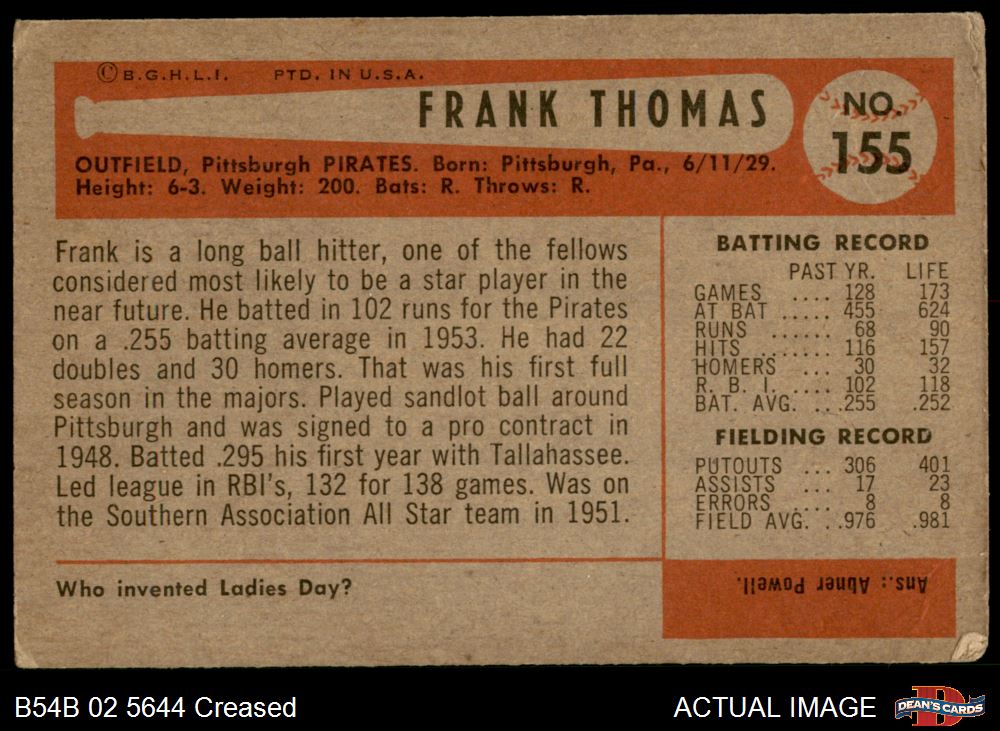 ©B.G.H.L.I. PTD. IN U.S.A.
FRANK THOMAS
NO.
155
OUTFIELD, Pittsburgh PIRATES. Born: Pittsburgh, Pa., 6/11/29.
Height: 6-3. Weight: 200. Bats: R. Throws: R.
Frank is a long ball hitter, one of the fellows
considered most likely to be a star player in the
near future. He batted in 102 runs for the Pirates
on a .255 batting average in 1953. He had 22
doubles and 30 homers. That was his first full
season in the majors. Played sandlot ball around
Pittsburgh and was signed to a pro contract in
1948. Batted .295 his first year with Tallahassee.
Led league in RBI's, 132 for 138 games. Was on
the Southern Association All Star team in 1951.
Who invented Ladies Day?
BATTING RECORD
PAST YR. LIFE
GAMES .... 128 173
AT BAT ..... 455 624
RUNS ...... 68 90
HITS ....... 116 157
HOMERS ... 30 32
R. B. I. .... 102 118
BAT. AVG. ...255 .252
FIELDING RECORD
PUTOUTS ... 306 401
ASSISTS ... 17 23
ERRORS .... 8 8
FIELD AVG. ..976 .981
Ans.: Abner Powell.
B54B 02 5644 Creased
ACTUAL IMAGE
D
DEAN'S CARDS